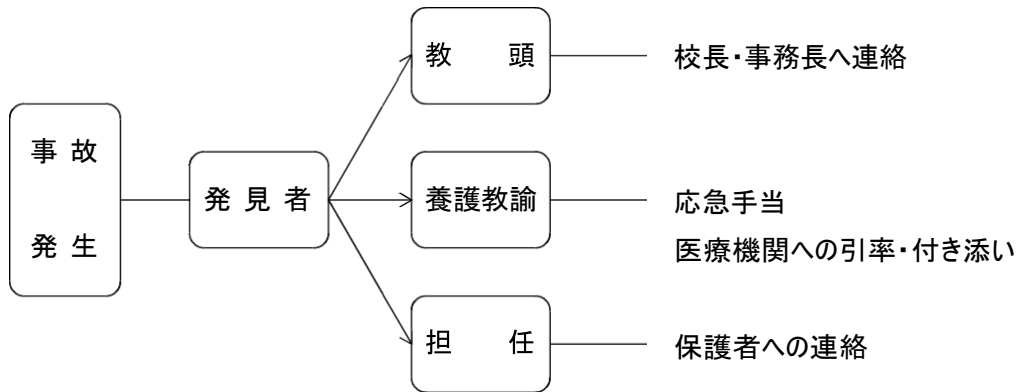 事故
発生
発見者
教　　頭
校長・事務長へ連絡
養護教諭
応急手当
医療機関への引率・付き添い
担　　任
保護者への連絡